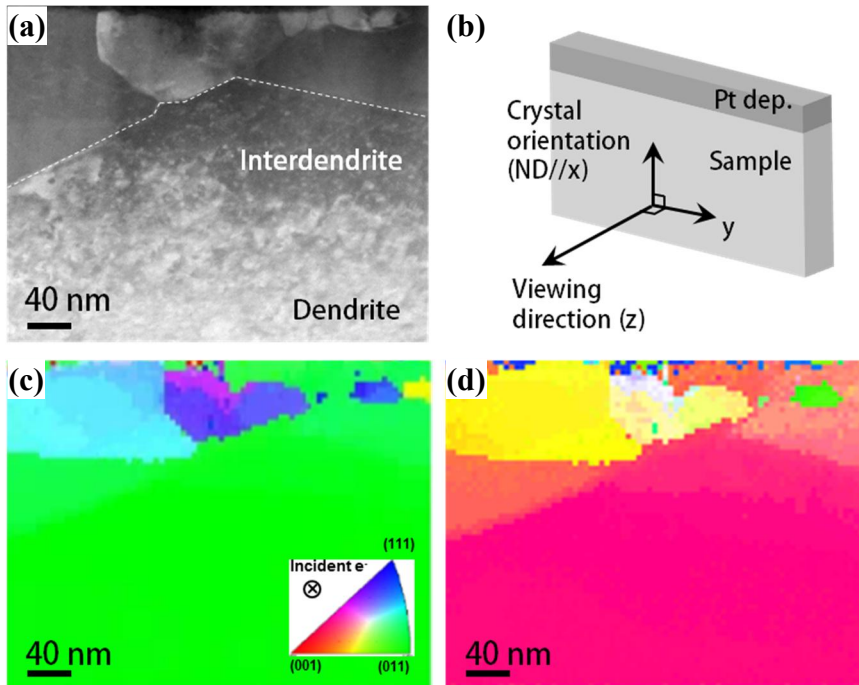 (a)
Interdendrite
Dendrite
40 nm
(b)
Pt dep.
Crystal
orientation
(ND//x)
Sample
y
Viewing
direction (z)
(c)
(111)
Incident e-
(001)
(011)
40 nm
(d)
40 nm